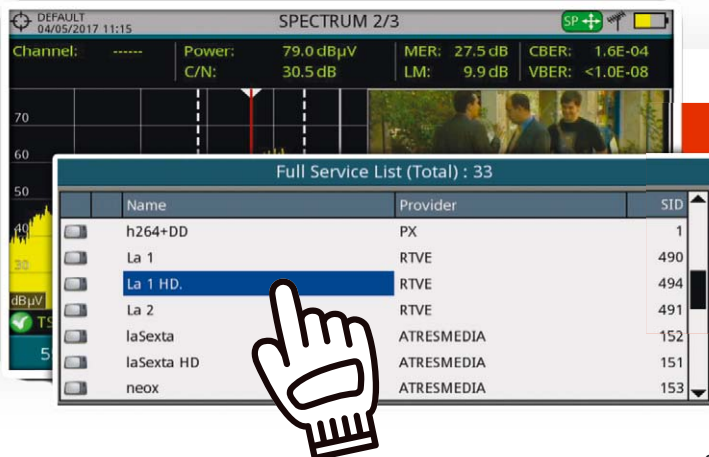 DEFAULT
04/05/2017 11:15
SPECTRUM 2/3
SP
Channel: ------ Power: 79.0 dBµV MER: 27.5 dB CBER: 1.6E-04
C/N: 30.5 dB LM: 9.9 dB VBER: <1.0E-08
70
60
50
40
30
dBµV
TS
5
Full Service List (Total) : 33
Name Provider SID
h264+DD PX 1
La 1 RTVE 490
La 1 HD. RTVE 494
La 2 RTVE 491
laSexta ATRESMEDIA 152
laSexta HD ATRESMEDIA 151
neox ATRESMEDIA 153